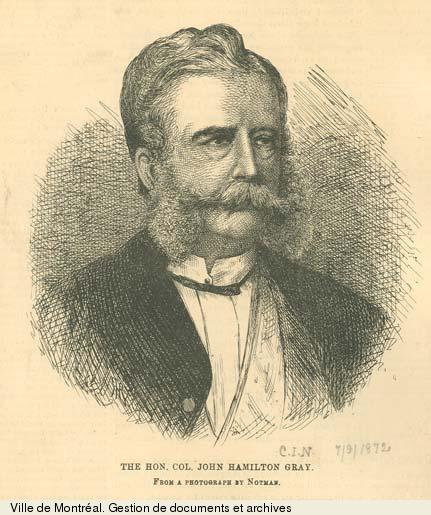 C.I.N. 7/9/1872
THE HON. COL. JOHN HAMILTON GRAY.
FROM A PHOTOGRAPH BY NOTMAN.
Ville de Montréal. Gestion de documents et archives